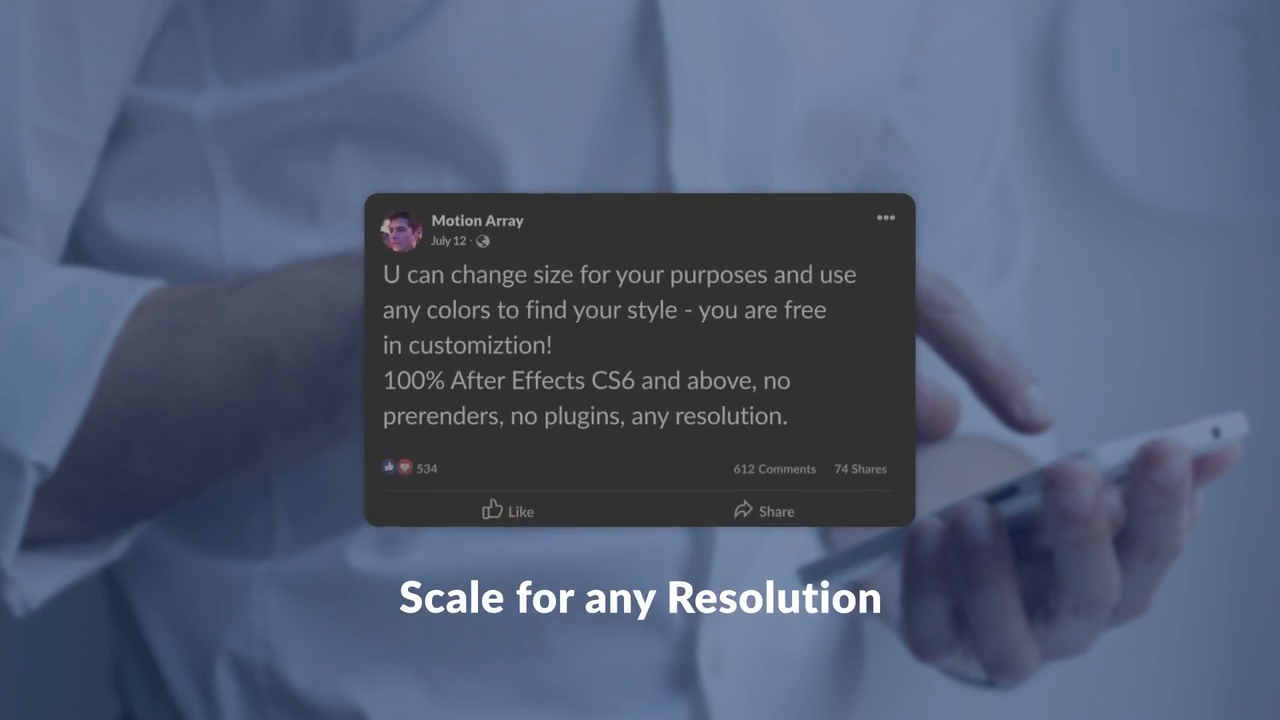 Motion Array
July 12 ·
U can change size for your purposes and use
any colors to find your style - you are free
in customiztion!
100% After Effects CS6 and above, no
prerenders, no plugins, any resolution.
534
612 Comments 74 Shares
Like
Share
Scale for any Resolution